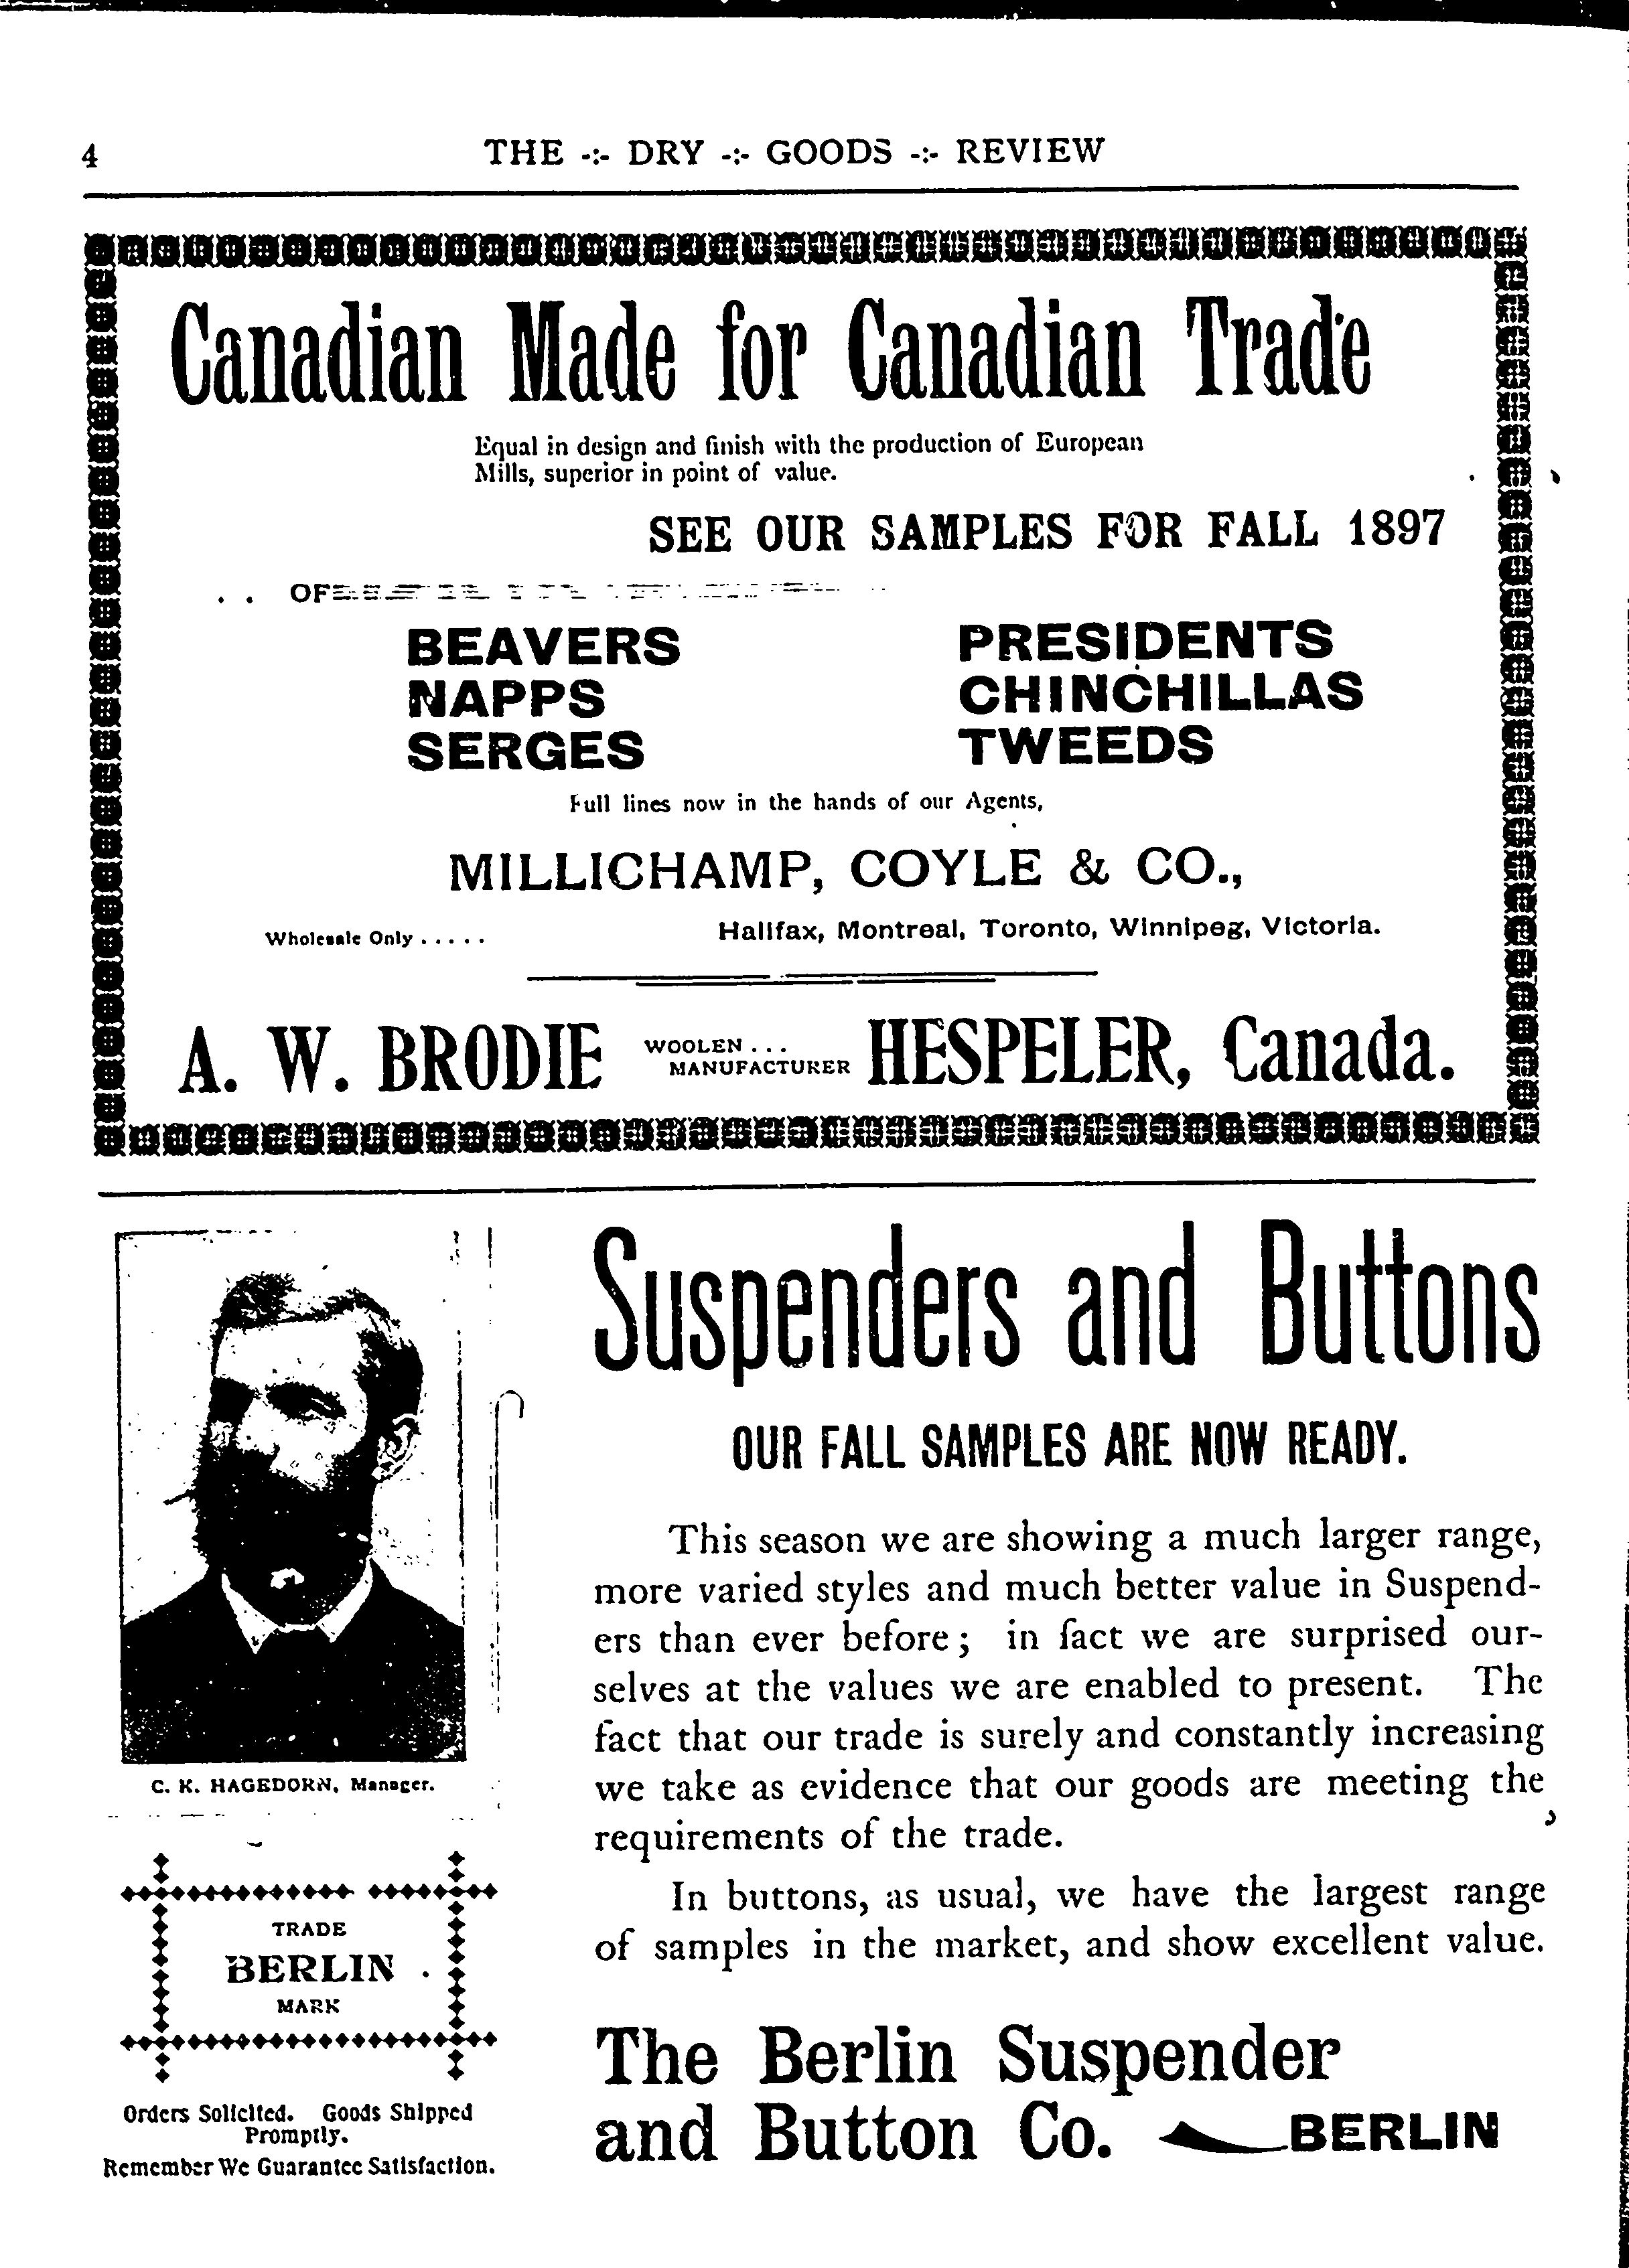 4
THE -:- DRY -:- GOODS -:- REVIEW
Canadian Made for Canadian Trade
Equal in design and finish with the production of European
Mills, superior in point of value.
SEE OUR SAMPLES FOR FALL 1897
. . OF
BEAVERS
NAPPS
SERGES
PRESIDENTS
CHINCHILLAS
TWEEDS
Full lines now in the hands of our Agents,
MILLICHAMP, COYLE & CO.,
Wholesale Only . . . . .
Halifax, Montreal, Toronto, Winnipeg, Victoria.
A. W. BRODIE
WOOLEN . . .
MANUFACTURER
HESPELER, Canada.
C. K. HAGEDORN, Manager.
TRADE
BERLIN
MARK
Orders Solicited. Goods Shipped
Promptly.
Remember We Guarantee Satisfaction.
Suspenders and Buttons
OUR FALL SAMPLES ARE NOW READY.
This season we are showing a much larger range,
more varied styles and much better value in Suspend-
ers than ever before; in fact we are surprised our-
selves at the values we are enabled to present. The
fact that our trade is surely and constantly increasing
we take as evidence that our goods are meeting the
requirements of the trade.
In buttons, as usual, we have the largest range
of samples in the market, and show excellent value.
The Berlin Suspender
and Button Co.
BERLIN